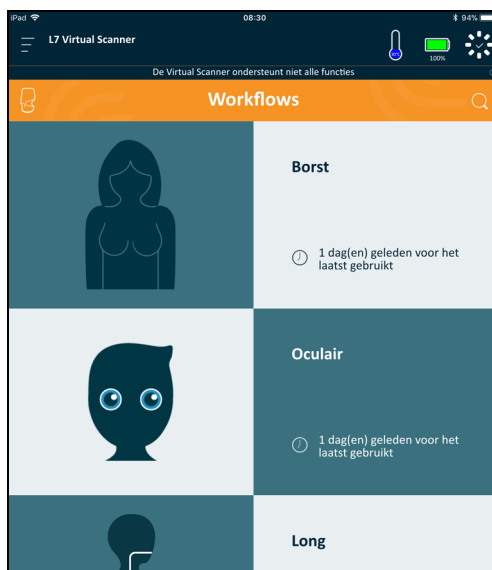 iPad 08:30 94%
L7 Virtual Scanner
100%
De Virtual Scanner ondersteunt niet alle functies
Workflows
Borst
1 dag(en) geleden voor het
laatst gebruikt
Oculair
1 dag(en) geleden voor het
laatst gebruikt
Long